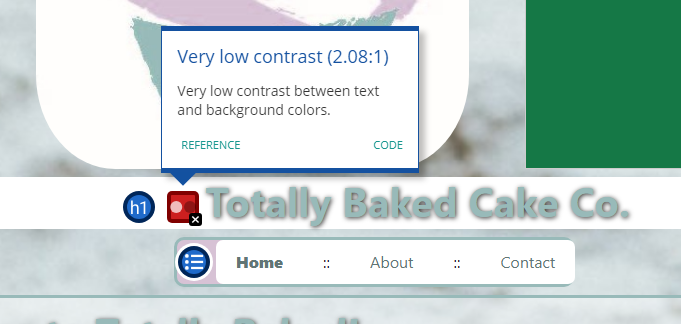 Very low contrast (2.08:1)
Very low contrast between text
and background colors.
REFERENCE CODE
h1 Totally Baked Cake Co.
Home :: About :: Contact